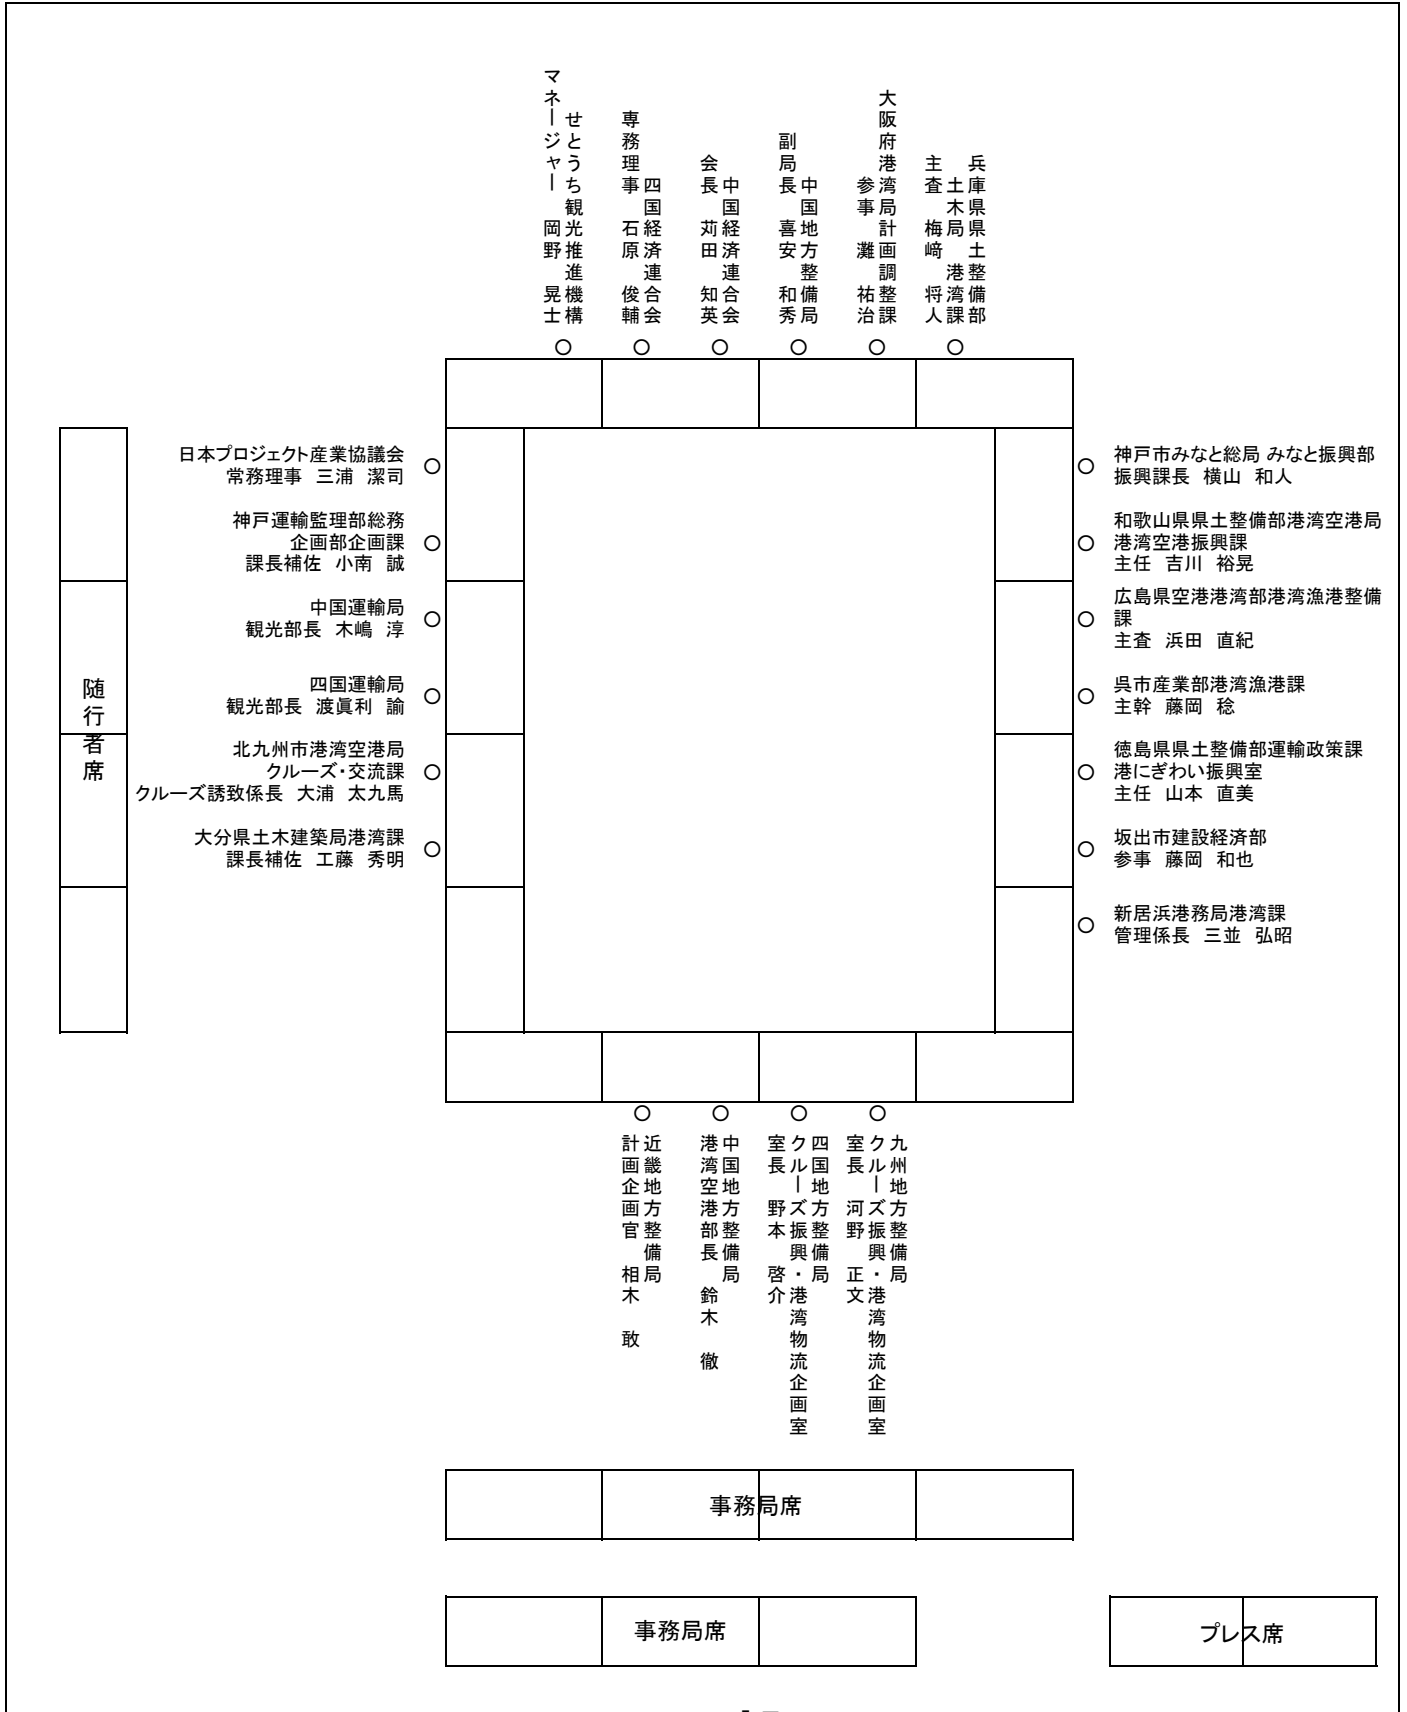 せとうち観光推進機構
マネージャー 岡野 晃士
四国経済連合会
専務理事 石原 俊輔
中国経済連合会
会長 苅田 知英
中国地方整備局
副局長 喜安 和秀
大阪府港湾局計画調整課
参事 灘 祐治
兵庫県県土整備部
土木局 港湾課
主査 梅﨑 将人
日本プロジェクト産業協議会
常務理事 三浦 潔司
神戸運輸監理部総務
企画部企画課
課長補佐 小南 誠
中国運輸局
観光部長 木嶋 淳
四国運輸局
観光部長 渡眞利 諭
北九州市港湾空港局
クルーズ・交流課
クルーズ誘致係長 大浦 太九馬
大分県土木建築局港湾課
課長補佐 工藤 秀明
随行者席
神戸市みなと総局 みなと振興部
振興課長 横山 和人
和歌山県県土整備部港湾空港局
港湾空港振興課
主任 吉川 裕晃
広島県空港港湾部港湾漁港整備
課
主査 浜田 直紀
呉市産業部港湾漁港課
主幹 藤岡 稔
徳島県県土整備部運輸政策課
港にぎわい振興室
主任 山本 直美
坂出市建設経済部
参事 藤岡 和也
新居浜港務局港湾課
管理係長 三並 弘昭
近畿地方整備局
計画企画官 相木 敢
中国地方整備局
港湾空港部長 鈴木 徹
四国地方整備局
クルーズ振興・港湾物流企画室
室長 野本 啓介
九州地方整備局
クルーズ振興・港湾物流企画室
室長 河野 正文
事務局席
事務局席
プレス席